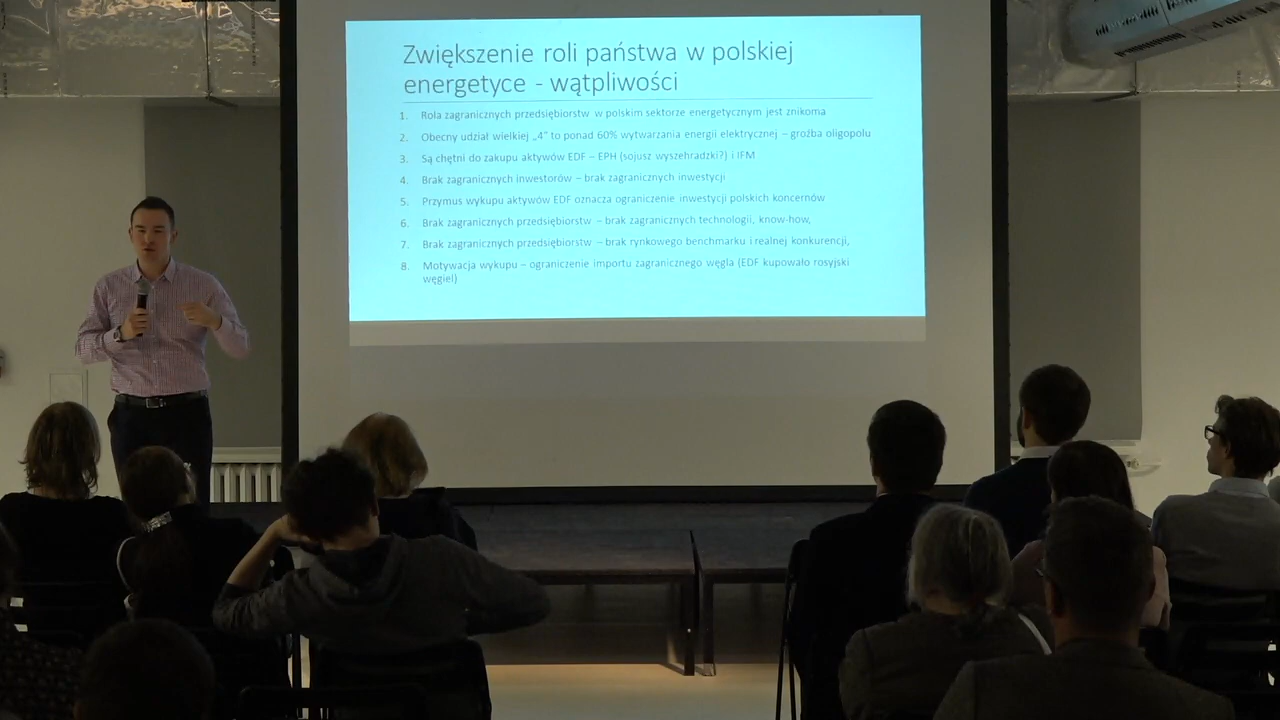 Zwiększenie roli państwa w polskiej
energetyce - wątpliwości
1. Rola zagranicznych przedsiębiorstw w polskim sektorze energetycznym jest znikoma
2. Obecny udział wielkiej „4” to ponad 60% wytwarzania energii elektrycznej – groźba oligopolu
3. Są chętni do zakupu aktywów EDF – EPH (sojusz wyszehradzki?) i IFM
4. Brak zagranicznych inwestorów – brak zagranicznych inwestycji
5. Przymus wykupu aktywów EDF oznacza ograniczenie inwestycji polskich koncernów
6. Brak zagranicznych przedsiębiorstw – brak zagranicznych technologii, know-how,
7. Brak zagranicznych przedsiębiorstw – brak rynkowego benchmarku i realnej konkurencji,
8. Motywacja wykupu – ograniczenie importu zagranicznego węgla (EDF kupowało rosyjski
węgiel)